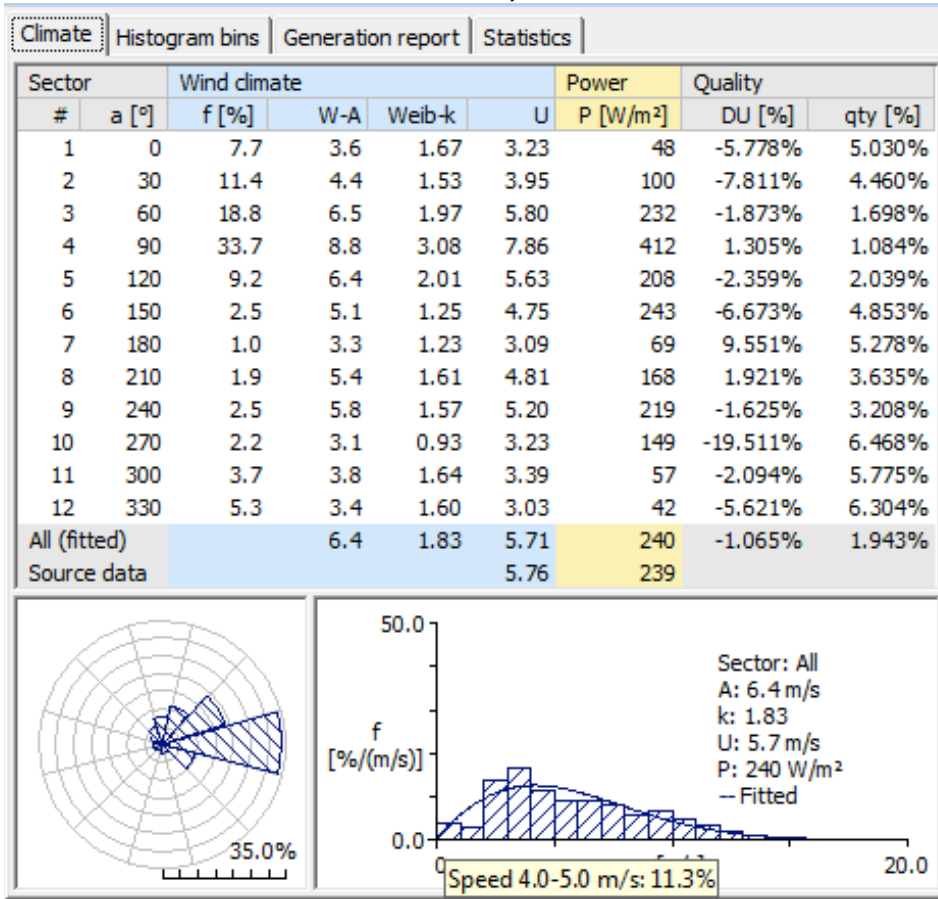 Climate Histogram bins Generation report Statistics
Sector Wind climate Power Quality
# a [°] f [%] W-A Weib-k U P [W/m²] DU [%] qty [%]
1 0 7.7 3.6 1.67 3.23 48 -5.778% 5.030%
2 30 11.4 4.4 1.53 3.95 100 -7.811% 4.460%
3 60 18.8 6.5 1.97 5.80 232 -1.873% 1.698%
4 90 33.7 8.8 3.08 7.86 412 1.305% 1.084%
5 120 9.2 6.4 2.01 5.63 208 -2.359% 2.039%
6 150 2.5 5.1 1.25 4.75 243 -6.673% 4.853%
7 180 1.0 3.3 1.23 3.09 69 9.551% 5.278%
8 210 1.9 5.4 1.61 4.81 168 1.921% 3.635%
9 240 2.5 5.8 1.57 5.20 219 -1.625% 3.208%
10 270 2.2 3.1 0.93 3.23 149 -19.511% 6.468%
11 300 3.7 3.8 1.64 3.39 57 -2.094% 5.775%
12 330 5.3 3.4 1.60 3.03 42 -5.621% 6.304%
All (fitted) 6.4 1.83 5.71 240 -1.065% 1.943%
Source data 5.76 239
35.0%
50.0
f
[%/(m/s)]
0.0
Sector: All
A: 6.4 m/s
k: 1.83
U: 5.7 m/s
P: 240 W/m²
-- Fitted
20.0
Speed 4.0-5.0 m/s: 11.3%